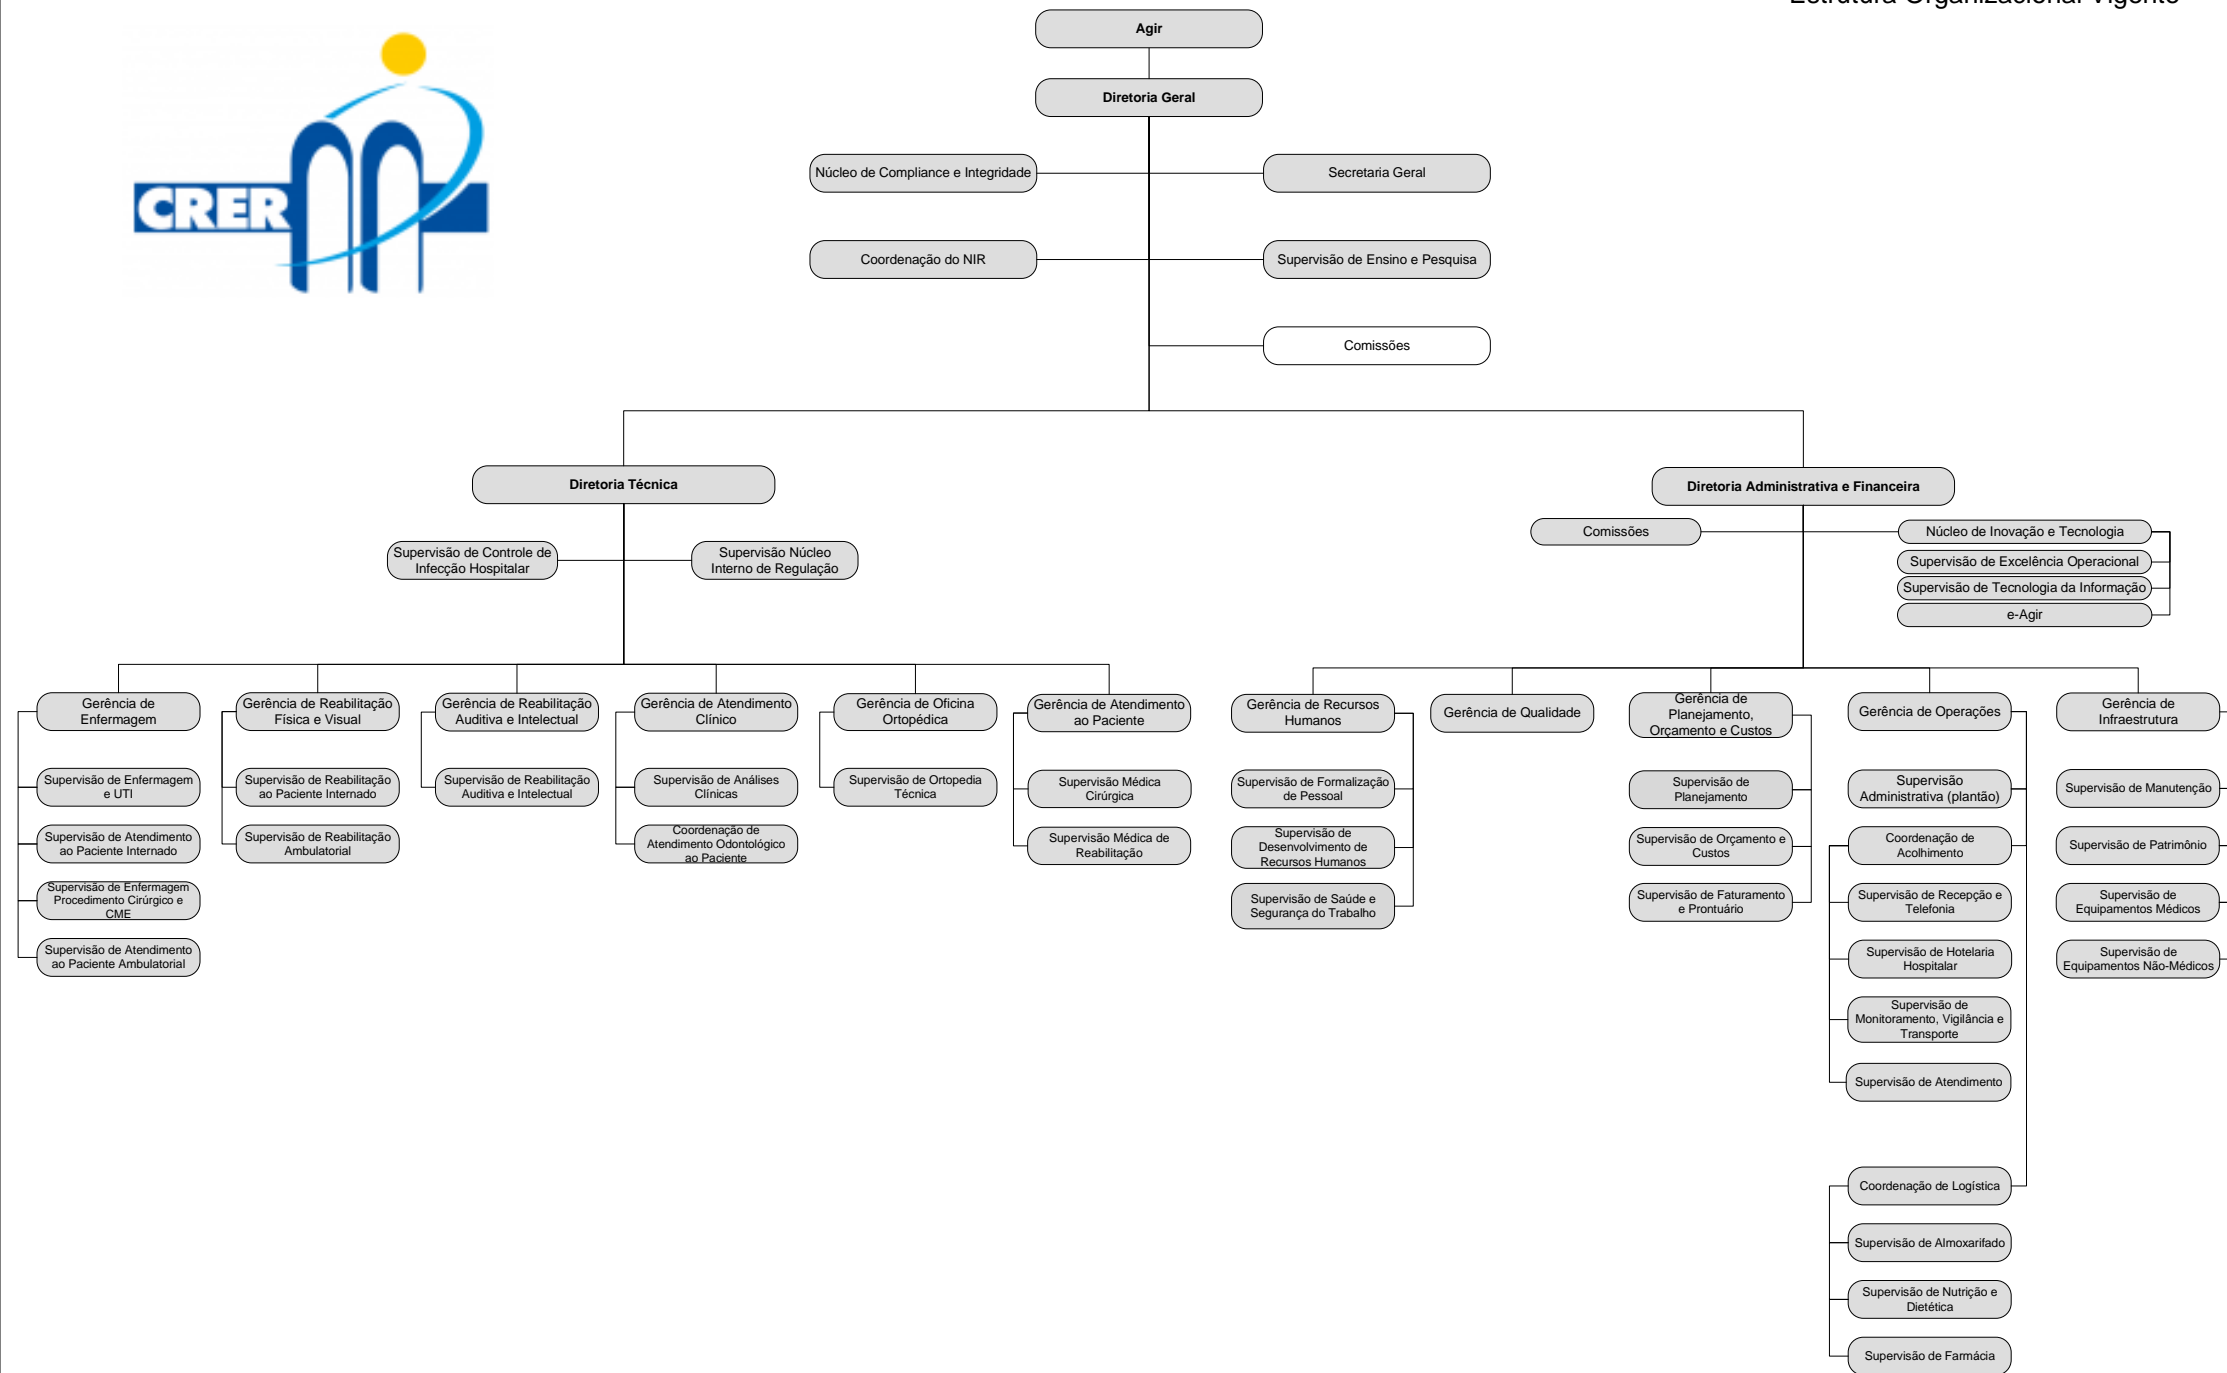 Estrutura Organizacional Vigente
Agir
Diretoria Geral
CRER
Núcleo de Compliance e Integridade
Secretaria Geral
Coordenação do NIR
Supervisão de Ensino e Pesquisa
Comissões
Diretoria Técnica
Diretoria Administrativa e Financeira
Supervisão de Controle de
Infecção Hospitalar
Supervisão Núcleo
Interno de Regulação
Comissões
Núcleo de Inovação e Tecnologia
Supervisão de Excelência Operacional
Supervisão de Tecnologia da Informação
e-Agir
Gerência de
Enfermagem
Supervisão de Enfermagem
e UTI
Supervisão de Atendimento
ao Paciente Internado
Supervisão de Enfermagem
Procedimento Cirúrgico e
CME
Supervisão de Atendimento
ao Paciente Ambulatorial
Gerência de Reabilitação
Física e Visual
Supervisão de Reabilitação
ao Paciente Internado
Supervisão de Reabilitação
Ambulatorial
Gerência de Reabilitação
Auditiva e Intelectual
Supervisão de Reabilitação
Auditiva e Intelectual
Gerência de Atendimento
Clínico
Supervisão de Análises
Clínicas
Coordenação de
Atendimento Odontológico
ao Paciente
Gerência de Oficina
Ortopédica
Supervisão de Ortopedia
Técnica
Gerência de Atendimento
ao Paciente
Supervisão Médica
Cirúrgica
Supervisão Médica de
Reabilitação
Gerência de Recursos
Humanos
Supervisão de Formalização
de Pessoal
Supervisão de
Desenvolvimento de
Recursos Humanos
Supervisão de Saúde e
Segurança do Trabalho
Gerência de Qualidade
Gerência de
Planejamento,
Orçamento e Custos
Supervisão de
Planejamento
Supervisão de Orçamento e
Custos
Supervisão de Faturamento
e Prontuário
Gerência de Operações
Supervisão
Administrativa (plantão)
Coordenação de
Acolhimento
Supervisão de Recepção e
Telefonia
Supervisão de Hotelaria
Hospitalar
Supervisão de
Monitoramento, Vigilância e
Transporte
Supervisão de Atendimento
Coordenação de Logística
Supervisão de Almoxarifado
Supervisão de Nutrição e
Dietética
Supervisão de Farmácia
Gerência de
Infraestrutura
Supervisão de Manutenção
Supervisão de Patrimônio
Supervisão de
Equipamentos Médicos
Supervisão de
Equipamentos Não-Médicos